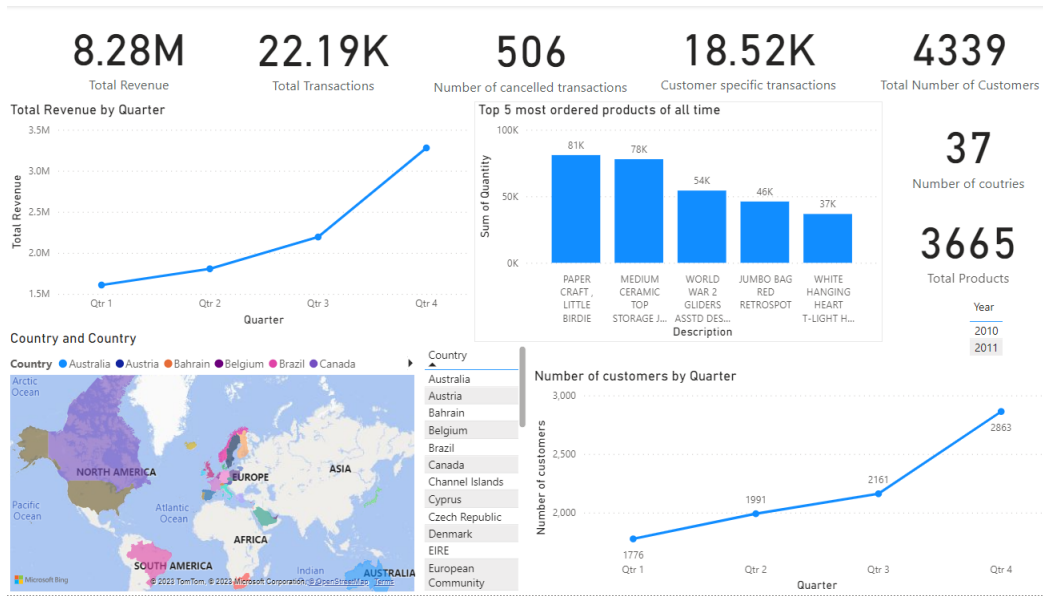 8.28M
Total Revenue
22.19K
Total Transactions
506
Number of cancelled transactions
18.52K
Customer specific transactions
4339
Total Number of Customers
Total Revenue by Quarter
3.5M
3.0M
2.5M
2.0M
1.5M
Total Revenue
Qtr 1
Qtr 2
Qtr 3
Qtr 4
Quarter
Top 5 most ordered products of all time
100K
50K
0K
Sum of Quantity
81K
78K
54K
46K
37K
PAPER
CRAFT ,
LITTLE
BIRDIE
MEDIUM
CERAMIC
TOP
STORAGE J...
WORLD
WAR 2
GLIDERS
ASSTD DES...
JUMBO BAG
RED
RETROSPOT
WHITE
HANGING
HEART
T-LIGHT H...
Description
37
Number of coutries
3665
Total Products
Year
2010
2011
Country and Country
Country Australia Austria Bahrain Belgium Brazil Canada
Arctic
Ocean
NORTH AMERICA
EUROPE
ASIA
Pacific
Ocean
Atlantic
Ocean
AFRICA
SOUTH AMERICA
Indian
AUSTRALIA
Microsoft Bing
© 2023 TomTom, © 2023 Microsoft Corporation, © OpenStreetMap Terms
Country
Australia
Austria
Bahrain
Belgium
Brazil
Canada
Channel Islands
Cyprus
Czech Republic
Denmark
EIRE
European
Community
Number of customers by Quarter
3,000
2,500
2,000
Number of customers
1776
1991
2161
2863
Qtr 1
Qtr 2
Qtr 3
Qtr 4
Quarter